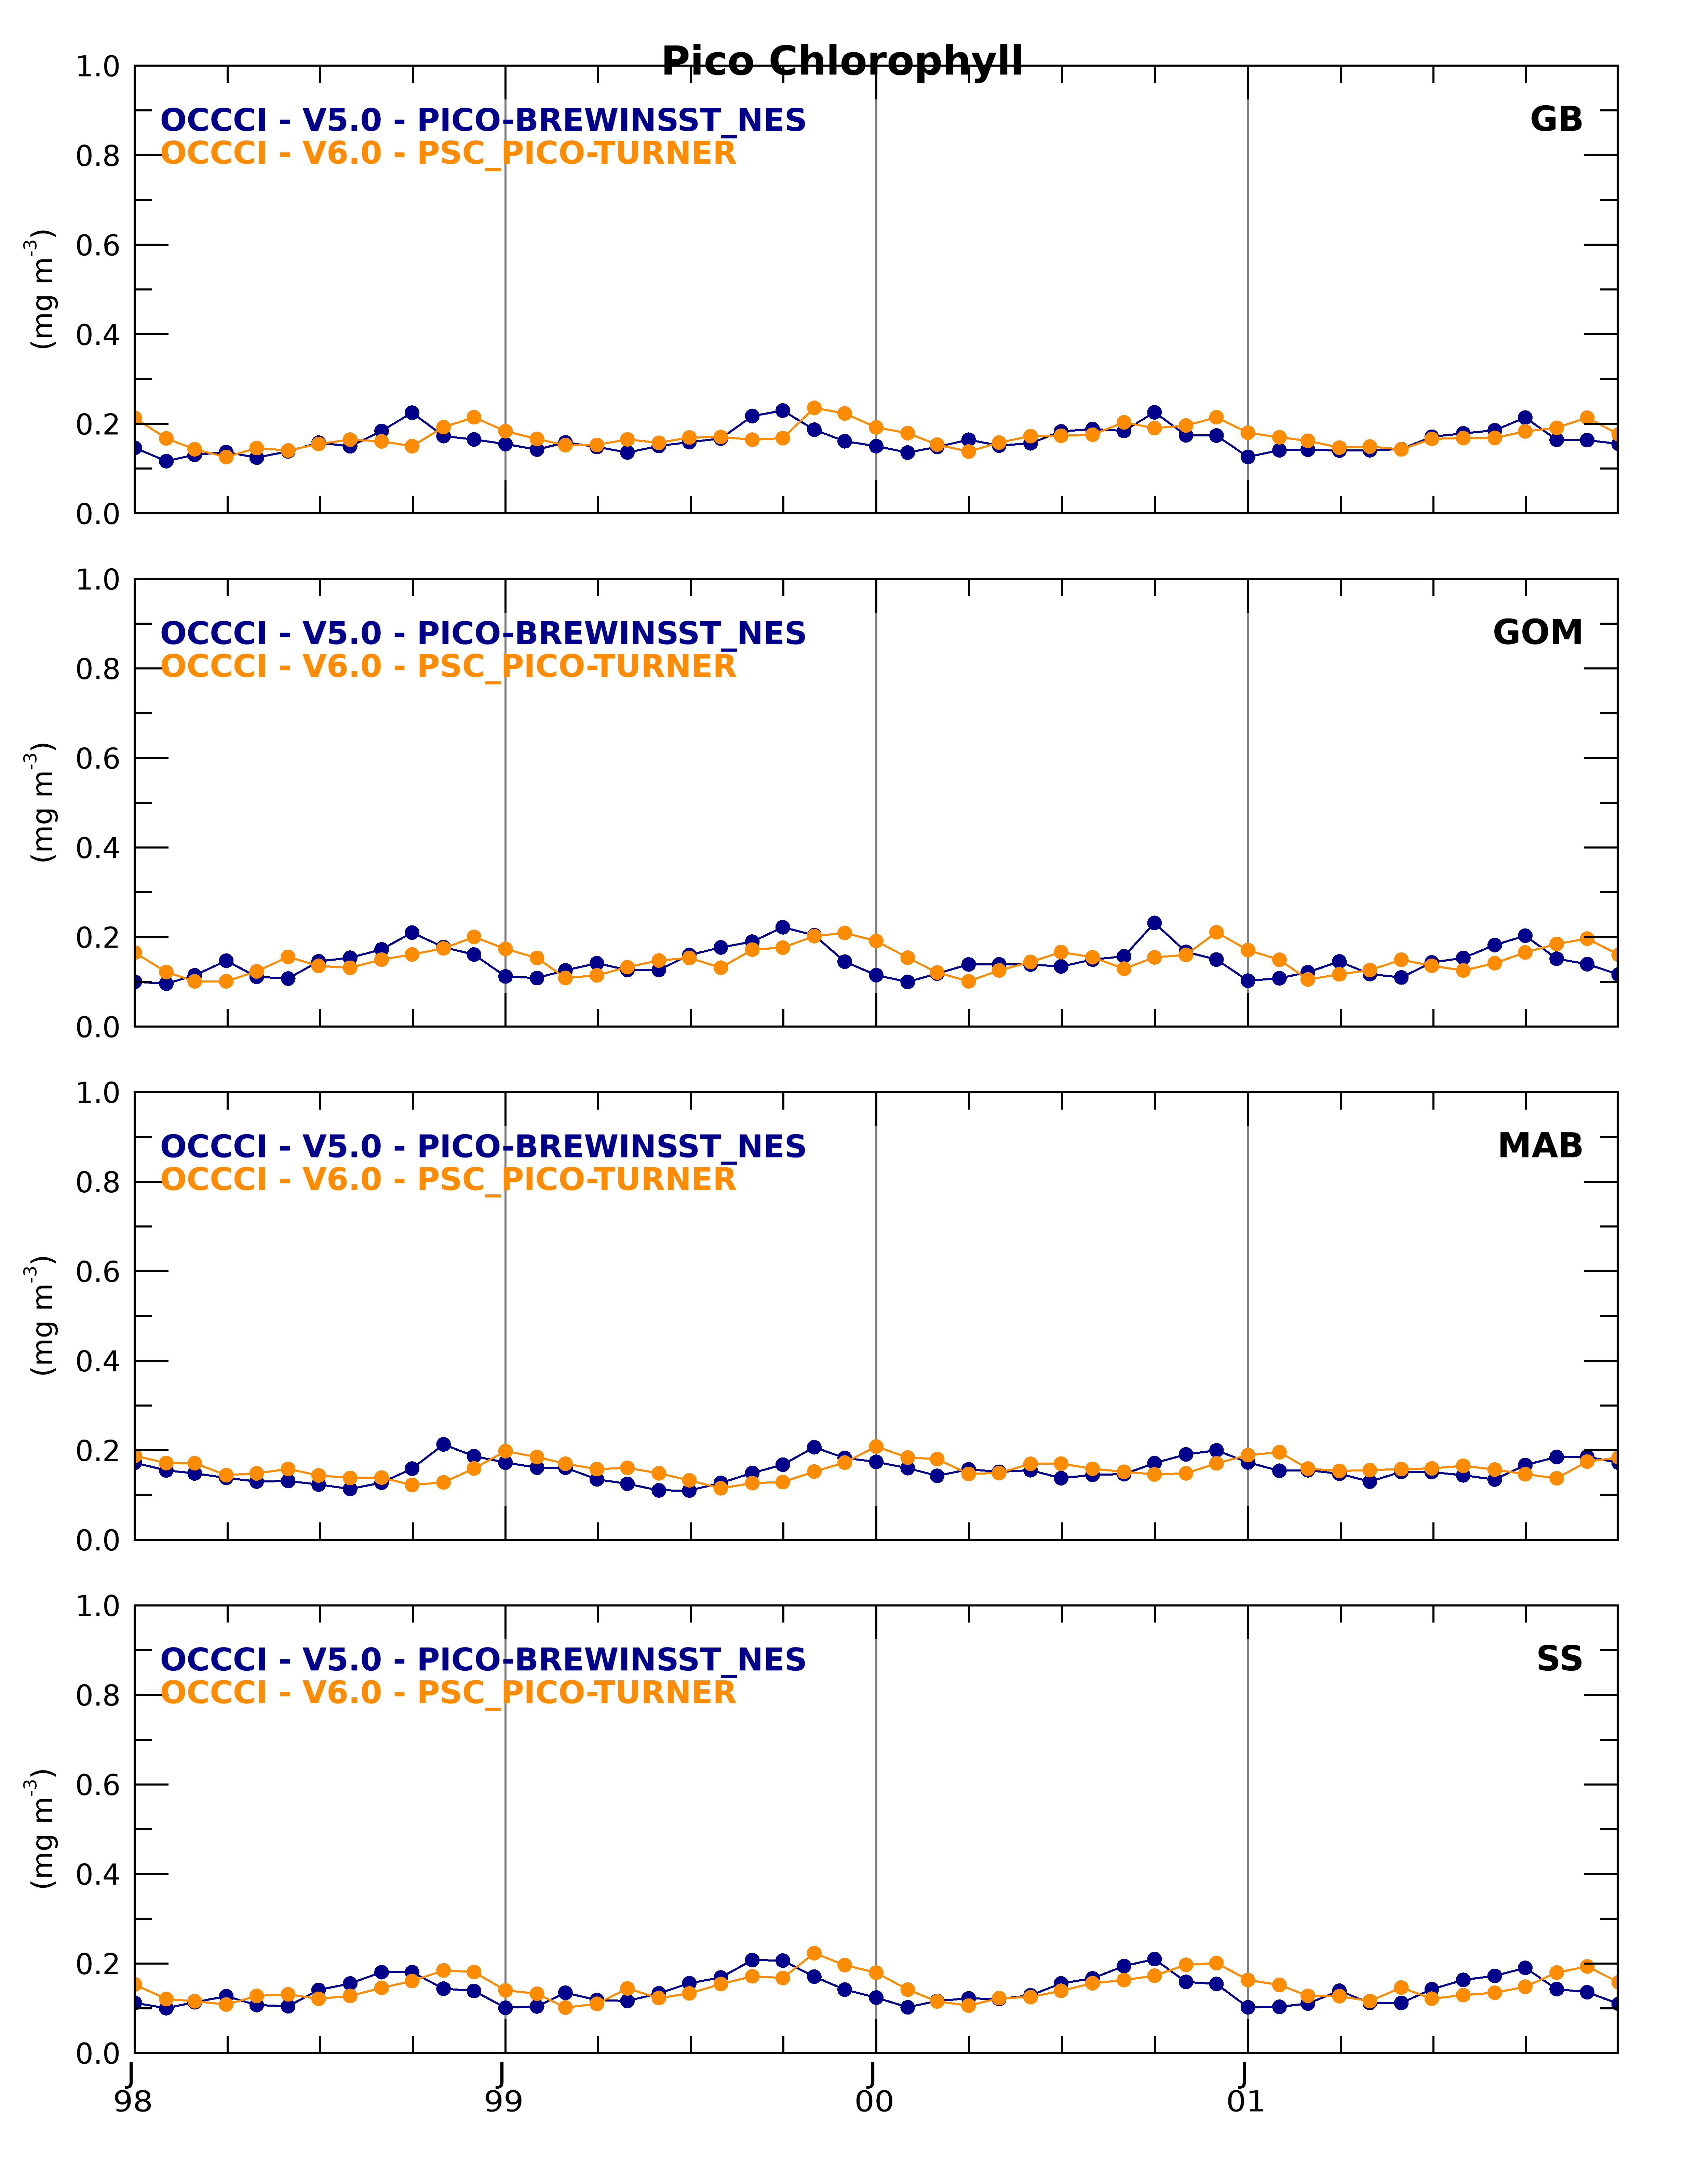 Pico Chlorophyll
1.0
OCCCI - V5.0 - PICO-BREWINSST_NES
GB
OCCCI - V6.0 - PSC_PICO-TURNER
0.8
0.6
(mg m-3)
0.4
0.2
0.0
1.0
OCCCI - V5.0 - PICO-BREWINSST_NES
GOM
OCCCI - V6.0 - PSC_PICO-TURNER
0.8
0.6
(mg m-3)
0.4
0.2
0.0
1.0
OCCCI - V5.0 - PICO-BREWINSST_NES
MAB
OCCCI - V6.0 - PSC_PICO-TURNER
0.8
0.6
(mg m-3)
0.4
0.2
0.0
1.0
OCCCI - V5.0 - PICO-BREWINSST_NES
SS
OCCCI - V6.0 - PSC_PICO-TURNER
0.8
0.6
(mg m-3)
0.4
0.2
0.0
J J J J
98 99 00 01